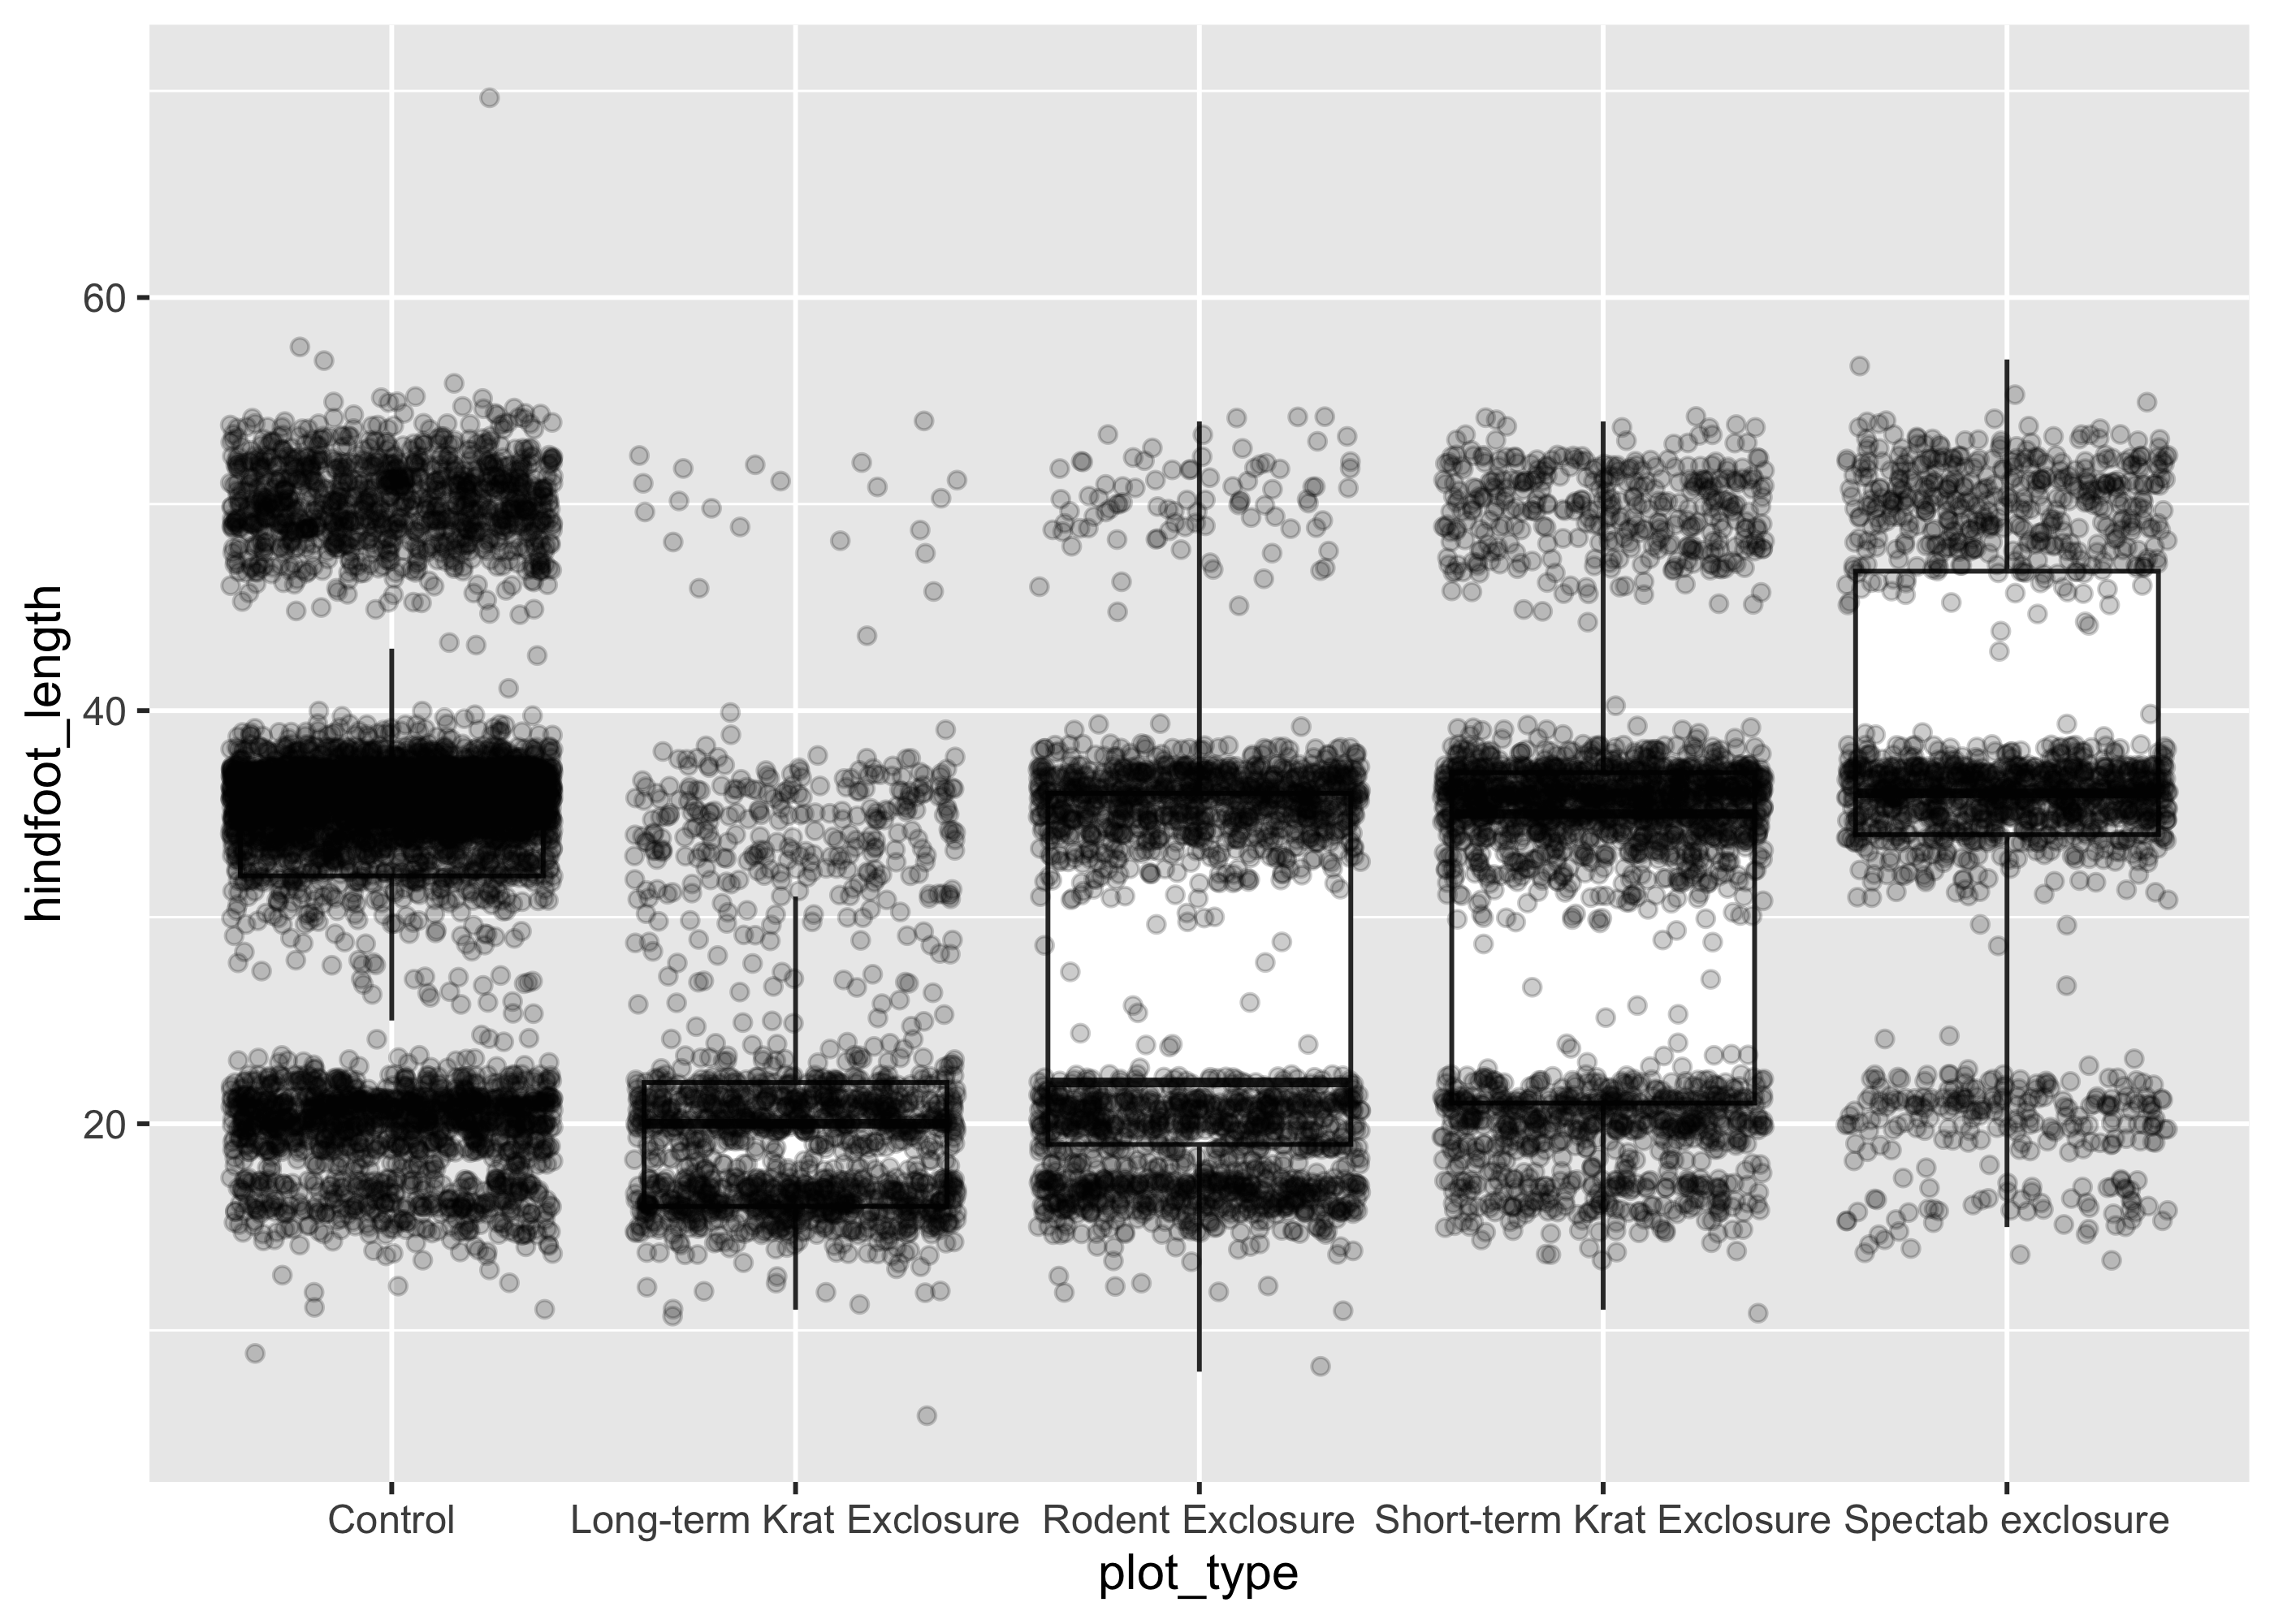 hindfoot_length
60
40
20
Control Long-term Krat Exclosure Rodent Exclosure Short-term Krat Exclosure Spectab exclosure
plot_type